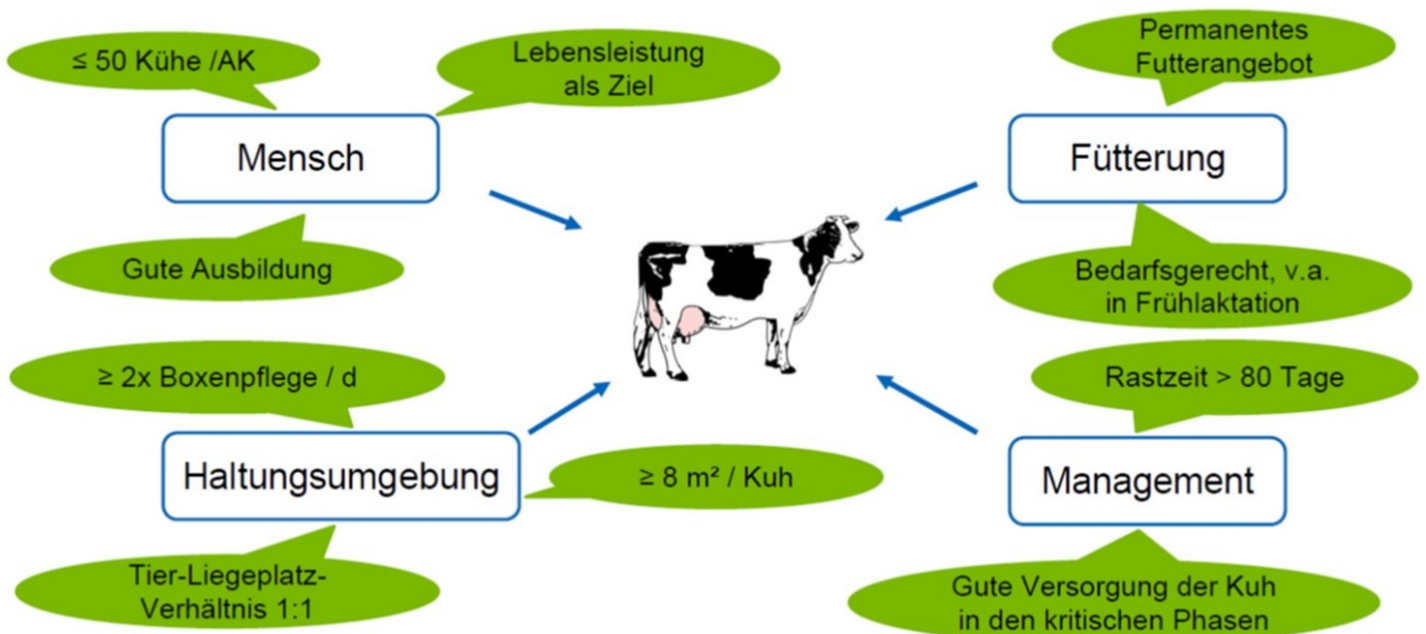 ≤ 50 Kühe /AK
Lebensleistung
als Ziel
Mensch
Gute Ausbildung
Permanentes
Futterangebot
Fütterung
Bedarfsgerecht, v.a.
in Frühlaktation
≥ 2x Boxenpflege / d
Haltungsumgebung
≥ 8 m² / Kuh
Tier-Liegeplatz-
Verhältnis 1:1
Rastzeit > 80 Tage
Management
Gute Versorgung der Kuh
in den kritischen Phasen